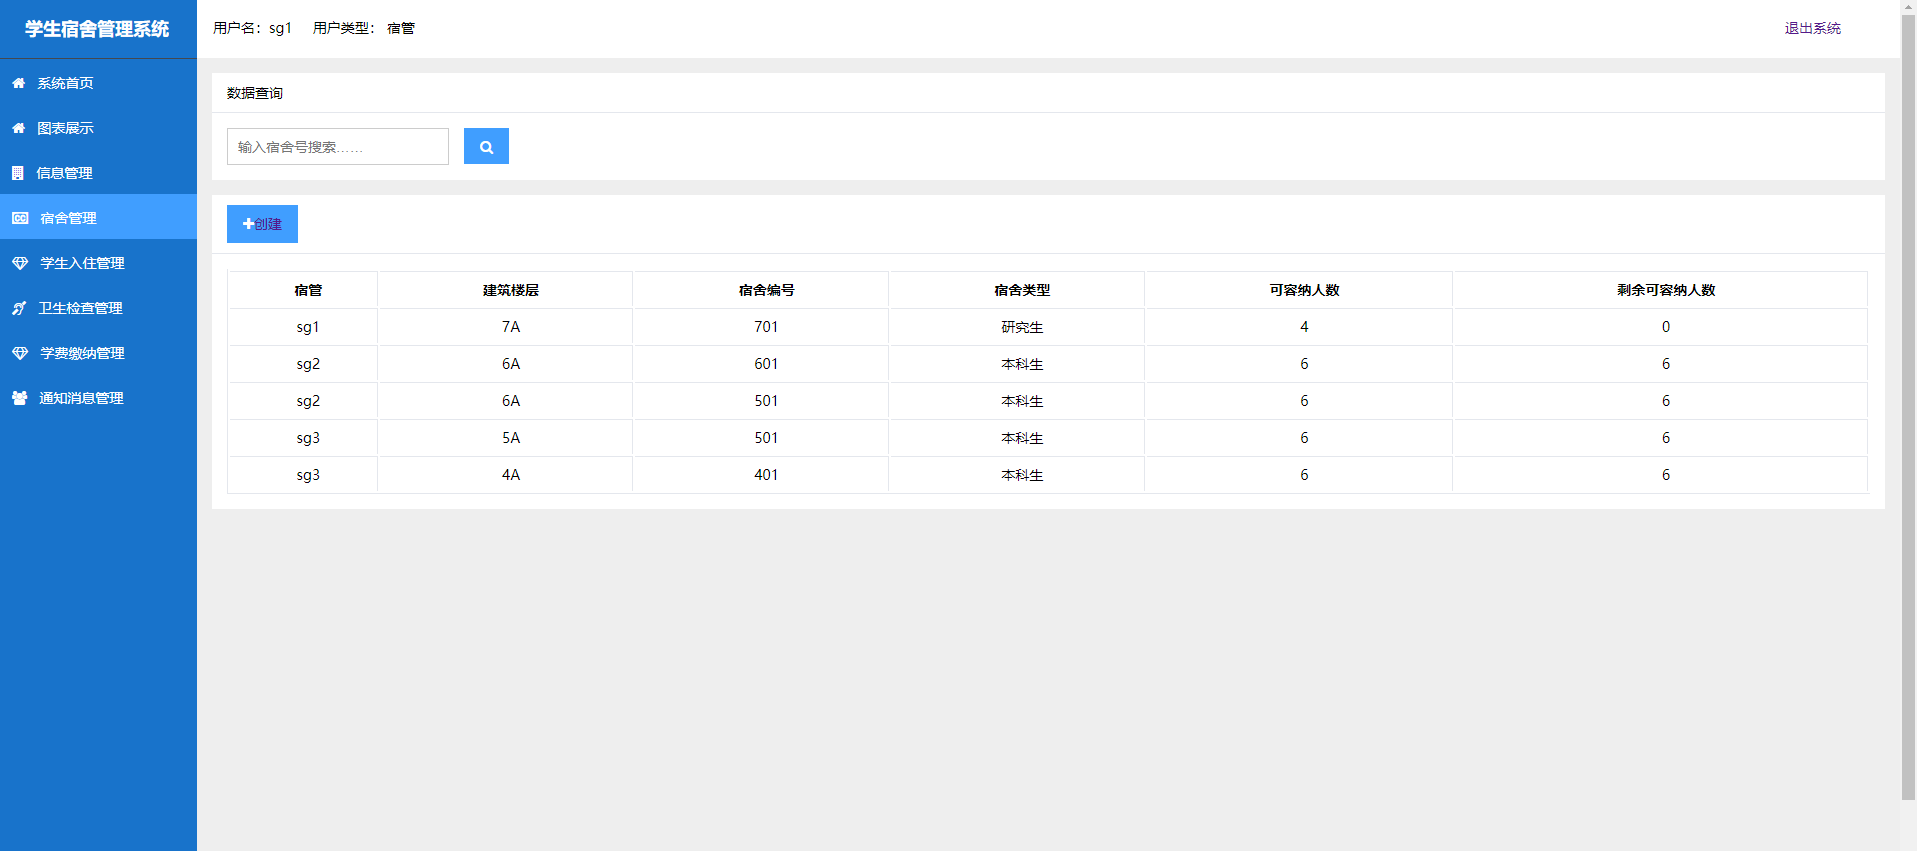 学生宿舍管理系统
用户名：sg1 用户类型： 宿管 退出系统
系统首页
图表展示
信息管理
宿舍管理
学生入住管理
卫生检查管理
学费缴纳管理
通知消息管理
数据查询
输入宿舍号搜索……
创建
宿管 建筑楼层 宿舍编号 宿舍类型 可容纳人数 剩余可容纳人数
sg1 7A 701 研究生 4 0
sg2 6A 601 本科生 6 6
sg2 6A 501 本科生 6 6
sg3 5A 501 本科生 6 6
sg3 4A 401 本科生 6 6